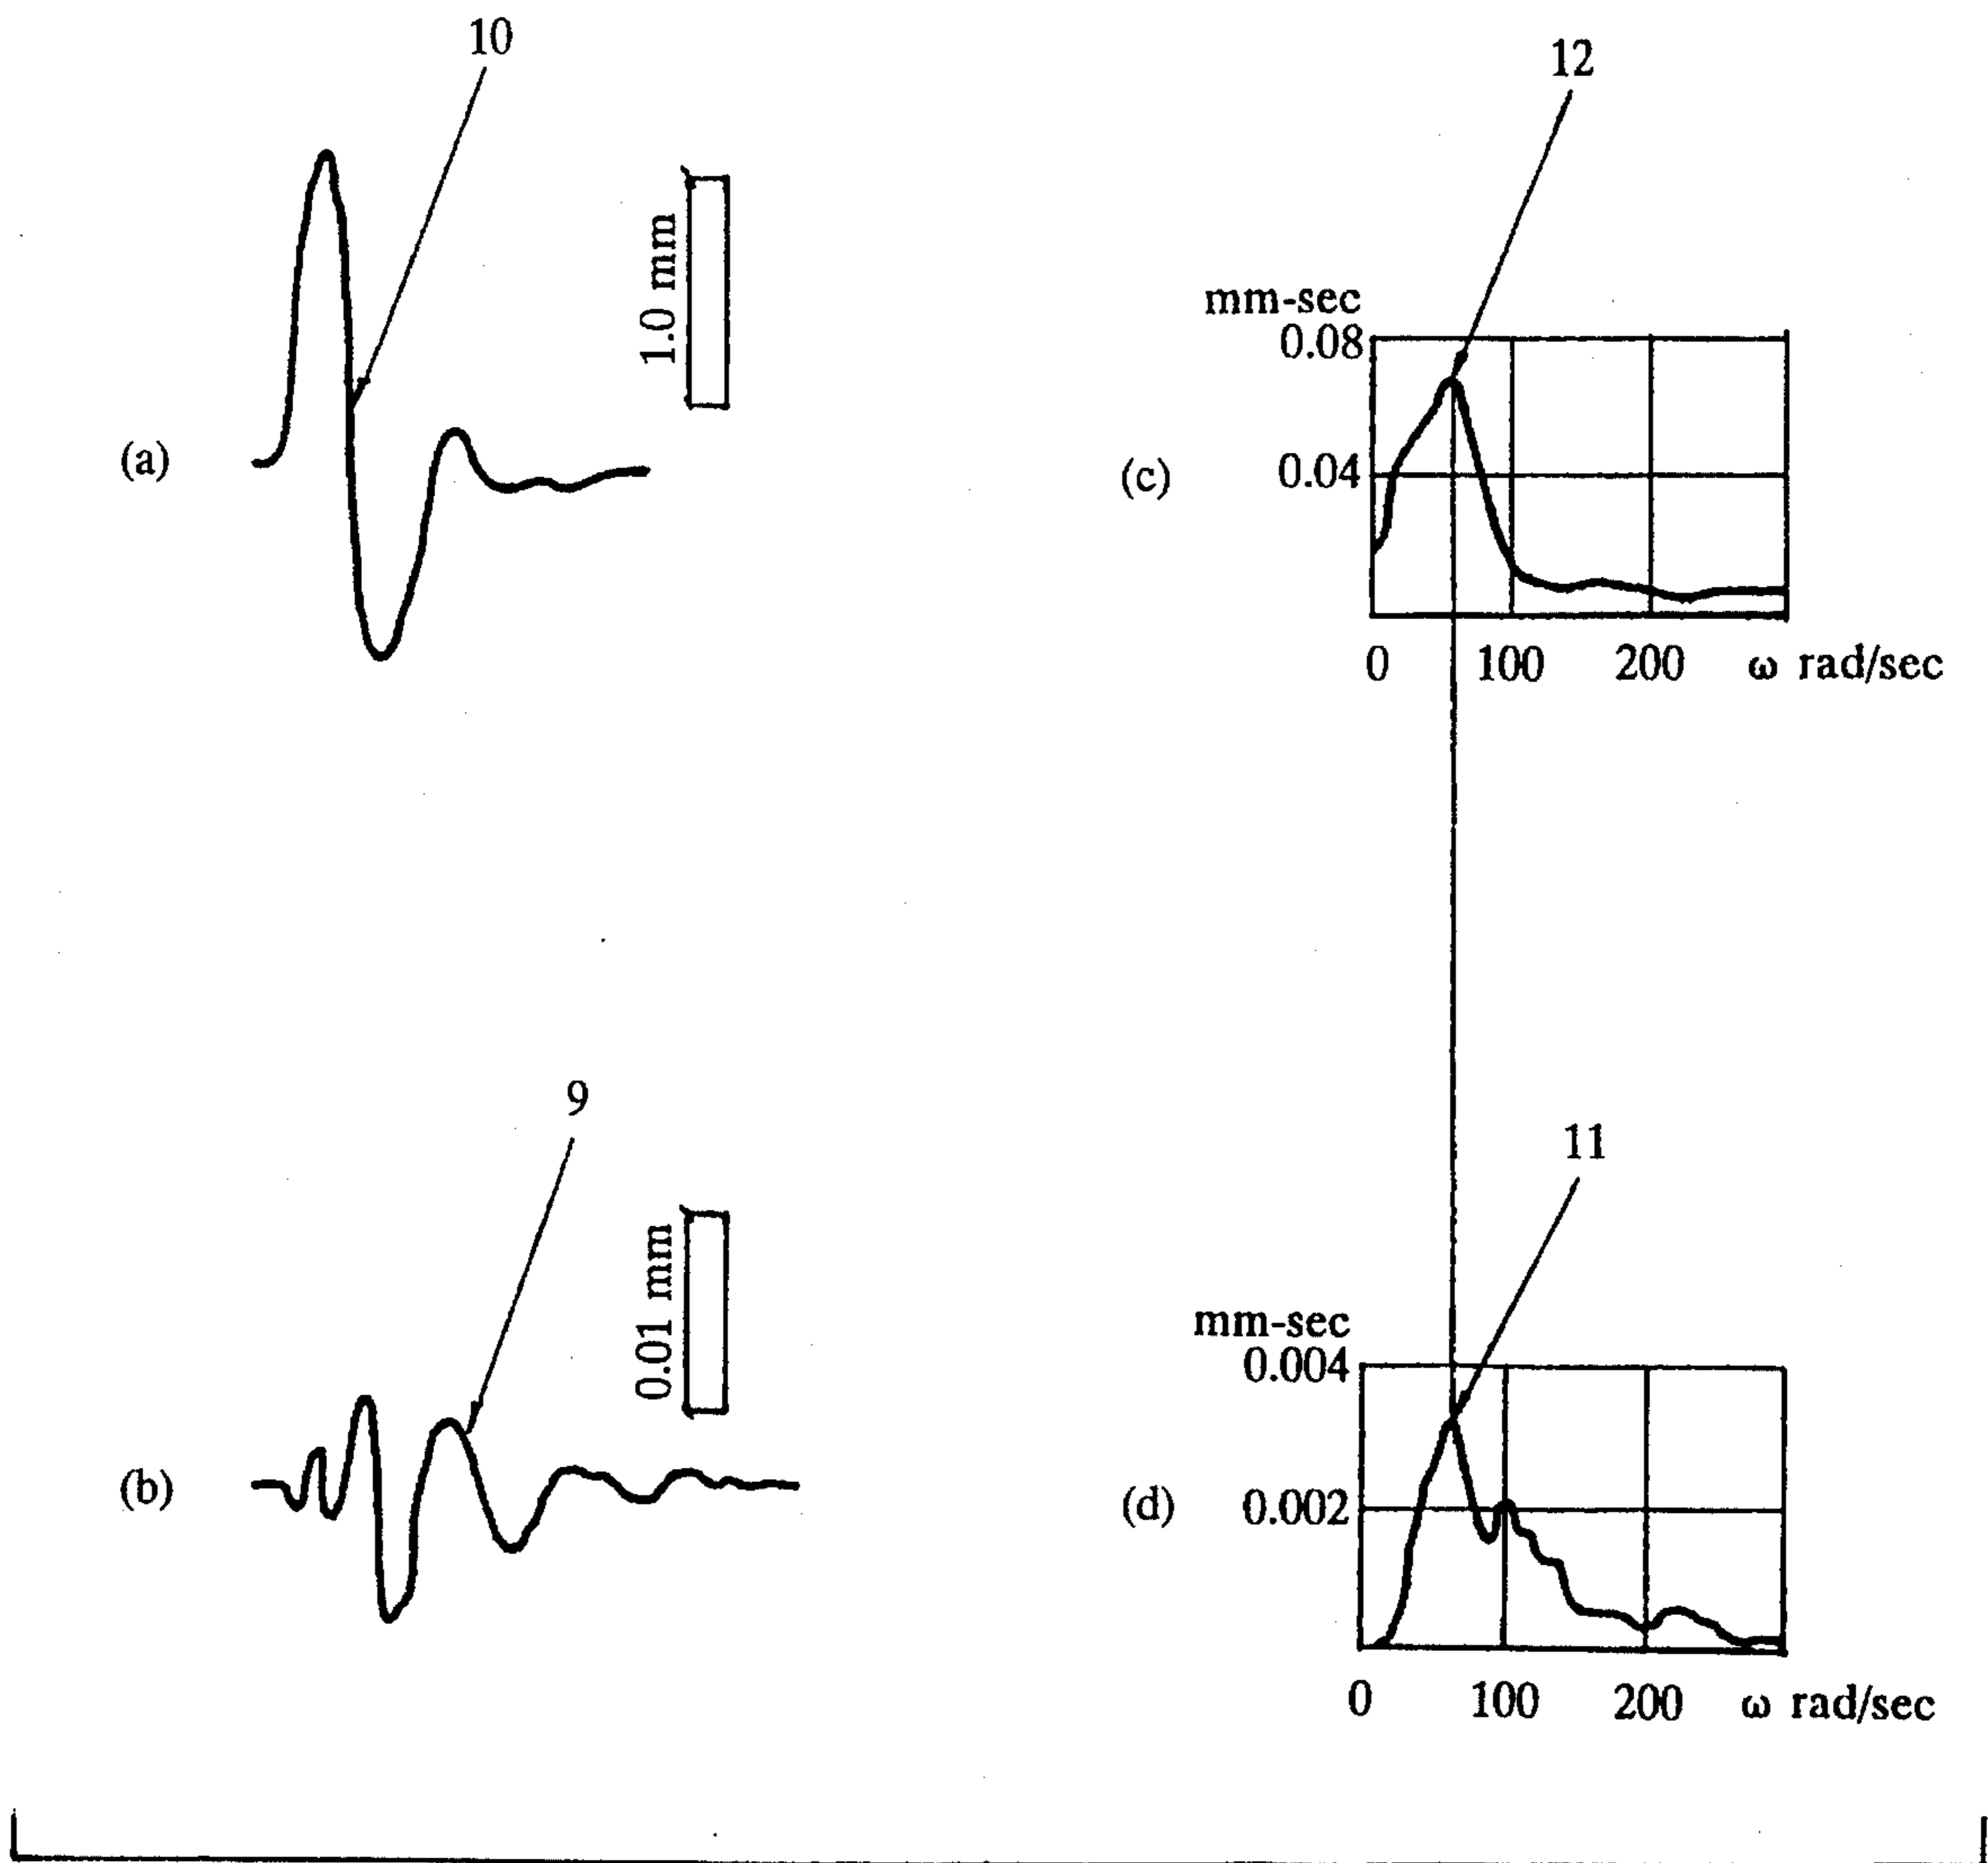 10
1.0 mm
(a)
12
mm-sec
0.08
0.04
(c)
0 100 200 ω rad/sec
9
0.01 mm
(b)
11
mm-sec
0.004
0.002
(d)
0 100 200 ω rad/sec